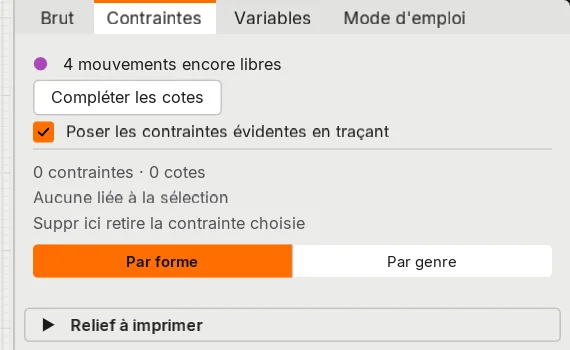 Brut Contraintes Variables Mode d'emploi
4 mouvements encore libres
Compléter les cotes
Poser les contraintes évidentes en traçant
0 contraintes · 0 cotes
Aucune liée à la sélection
Suppr ici retire la contrainte choisie
Par forme Par genre
Relief à imprimer